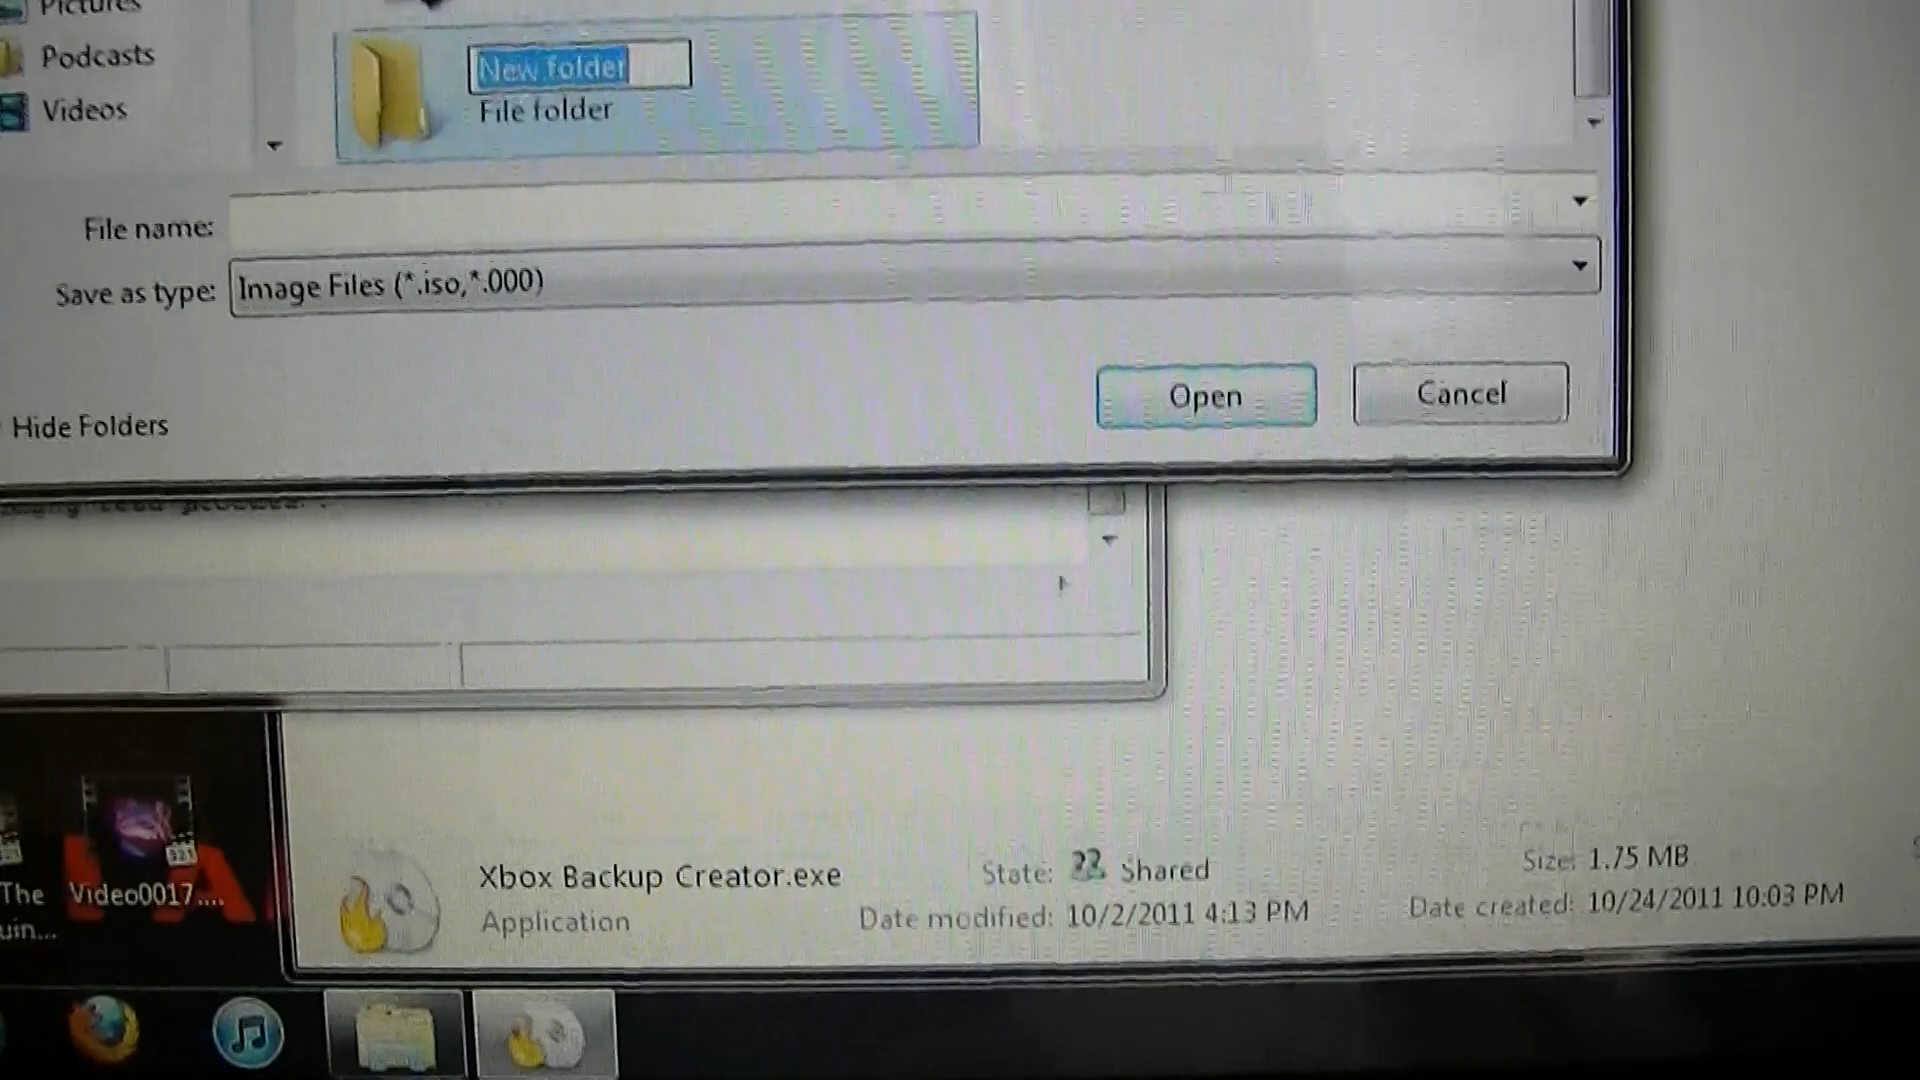 Pictures
Podcasts
Videos
New folder
File folder
File name:
Save as type: Image Files (*.iso,*.000)
Open
Cancel
Hide Folders
The
Video0017....
Xbox Backup Creator.exe
Application
State: Shared
Date modified: 10/2/2011 4:13 PM
Size: 1.75 MB
Date created: 10/24/2011 10:03 PM